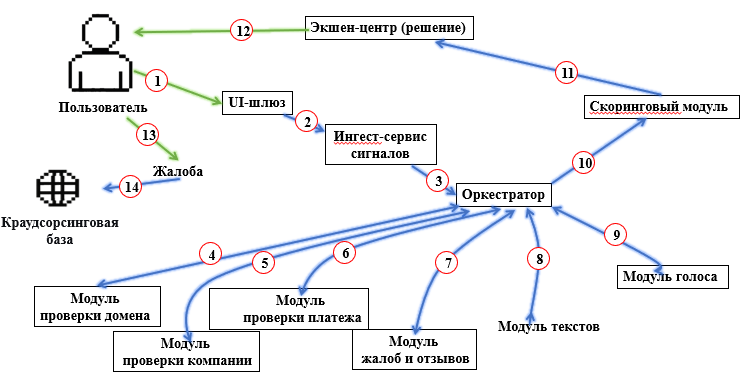 12
Экшен-центр (решение)
1
11
UI-шлюз
Скоринговый модуль
Пользователь
2
13
Ингест-сервис
сигналов
Жалоба
10
3
14
Оркестратор
Краудсорсинговая
база
4
5
6
7
8
9
Модуль голоса
Модуль
проверки домена
Модуль
проверки платежа
Модуль текстов
Модуль
проверки компании
Модуль
жалоб и отзывов